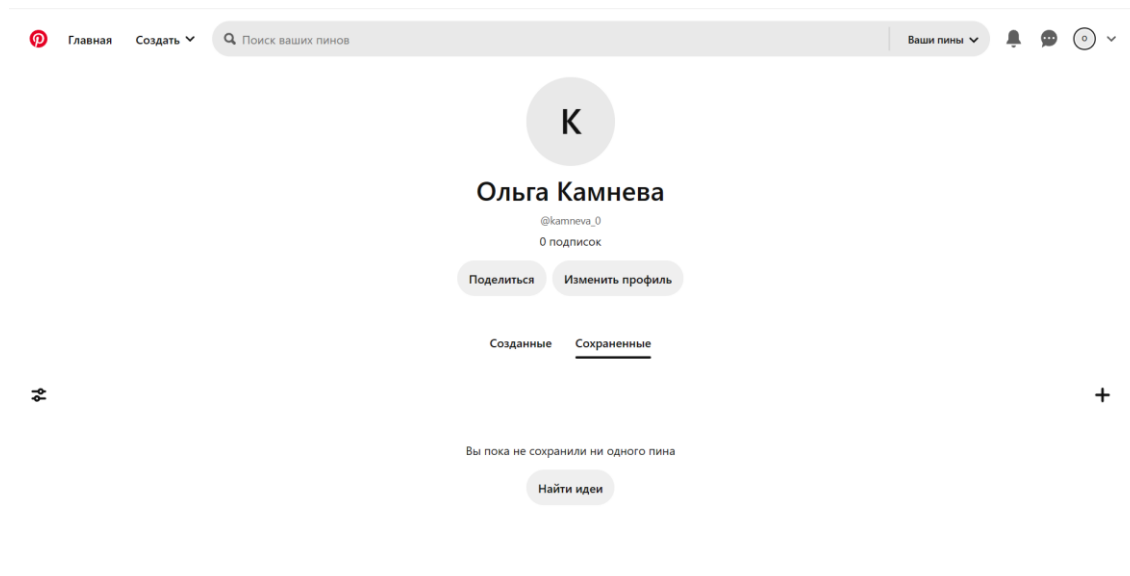 Главная Создать Поиск ваших пинов Ваши пины
К
Ольга Камнева
@kamneva_0
0 подписок
Поделиться Изменить профиль
Созданные Сохраненные
Вы пока не сохранили ни одного пина
Найти идеи